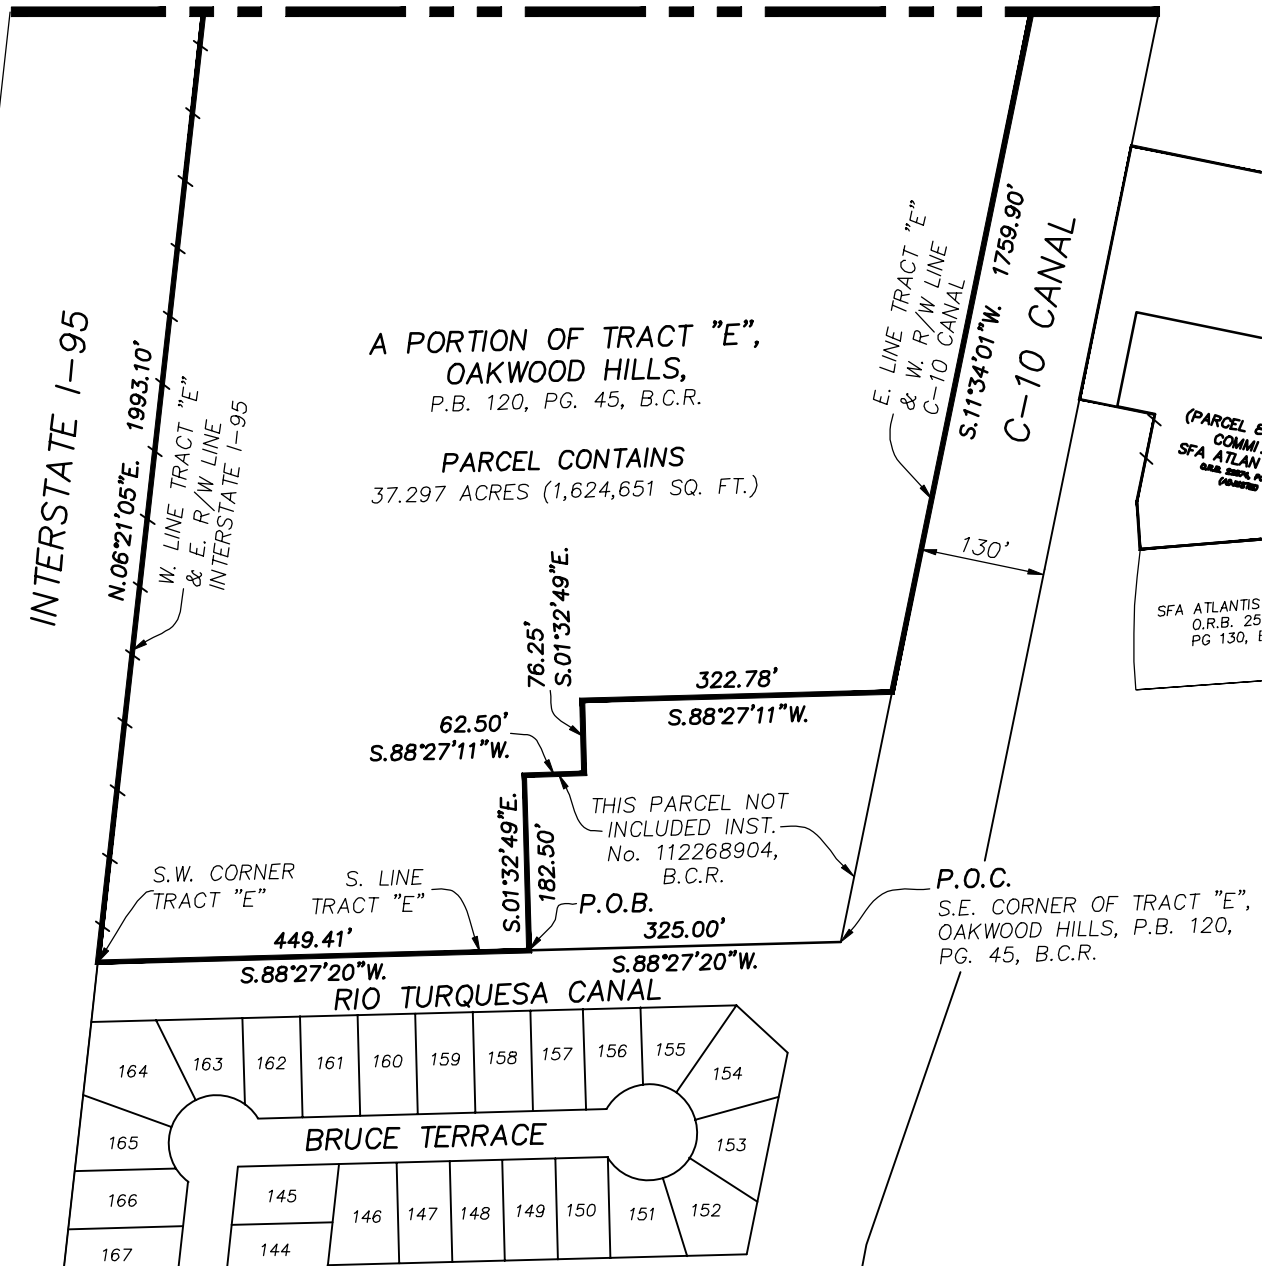 INTERSTATE I-95
N.06°21'05"E. 1993.10'
W. LINE TRACT "E"
& E. R/W LINE
INTERSTATE I-95
A PORTION OF TRACT "E",
OAKWOOD HILLS,
P.B. 120, PG. 45, B.C.R.
PARCEL CONTAINS
37.297 ACRES (1,624,651 SQ. FT.)
E. LINE TRACT "E"
& W. R/W LINE
C-10 CANAL
S.11°34'01"W. 1759.90'
C-10 CANAL
130'
(PARCEL
COMM
SFA ATLAN
SFA ATLANTIS
O.R.B. 25
PG 130,
76.25'
S.01°32'49"E.
322.78'
S.88°27'11"W.
62.50'
S.88°27'11"W.
THIS PARCEL NOT
INCLUDED INST.
No. 112268904,
B.C.R.
S.01°32'49"E.
182.50'
S.W. CORNER
TRACT "E"
S. LINE
TRACT "E"
P.O.B.
P.O.C.
S.E. CORNER OF TRACT "E",
OAKWOOD HILLS, P.B. 120,
PG. 45, B.C.R.
449.41'
S.88°27'20"W.
325.00'
S.88°27'20"W.
RIO TURQUESA CANAL
164
163
162
161
160
159
158
157
156
155
154
165
BRUCE TERRACE
153
166
145
146
147
148
149
150
151
152
167
144